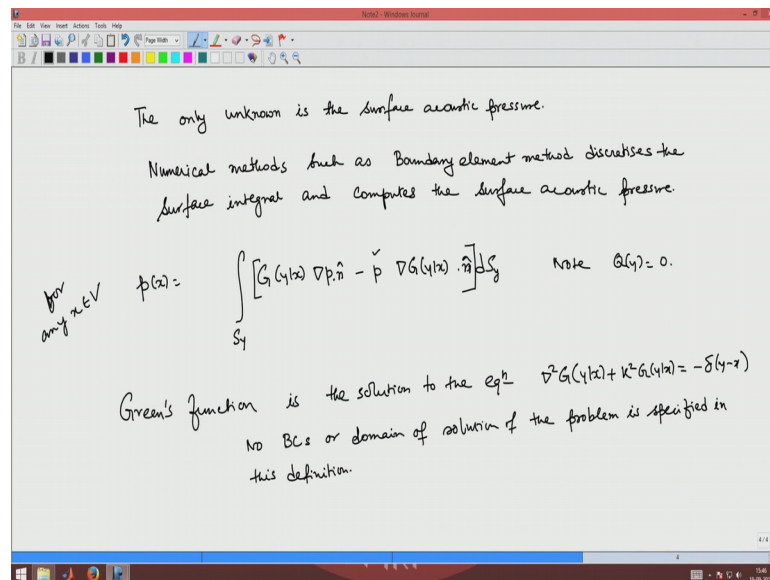 Note2 - Windows Journal
File Edit View Insert Actions Tools Help
Page Width
The only unknown is the surface acoustic pressure.
Numerical methods such as Boundary element method discretises the
surface integral and computes the surface acoustic pressure.
for any x ∈ V p(x) = ∫_{Sy} [G(y|x) ∇p.n̂ − p̌ ∇G(y|x).n̂] dSy Note Q(y) = 0.
Green's function is the solution to the eqn ∇²G(y|x) + k²G(y|x) = −δ(y−x)
No BCs or domain of solution of the problem is specified in
this definition.
4/4
4
15:46